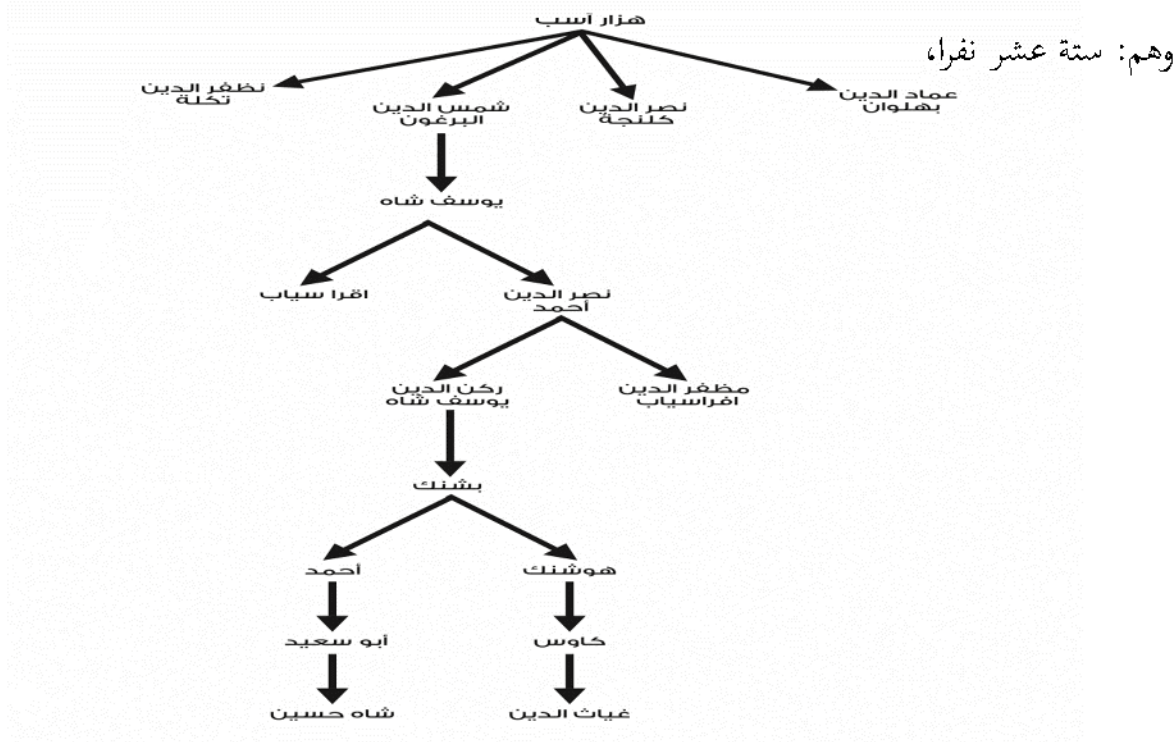 هزار آسب
وهم: ستة عشر نفرا،
عماد الدين
بهلوان
نصر الدين
كلنجة
شمس الدين
البرغون
نظفر الدين
تكلة
يوسف شاه
نصر الدين
أحمد
اقرا سياب
مظفر الدين
افراسياب
ركن الدين
يوسف شاه
بشنك
هوشنك
أحمد
كاوس
أبو سعيد
غياث الدين
شاه حسين